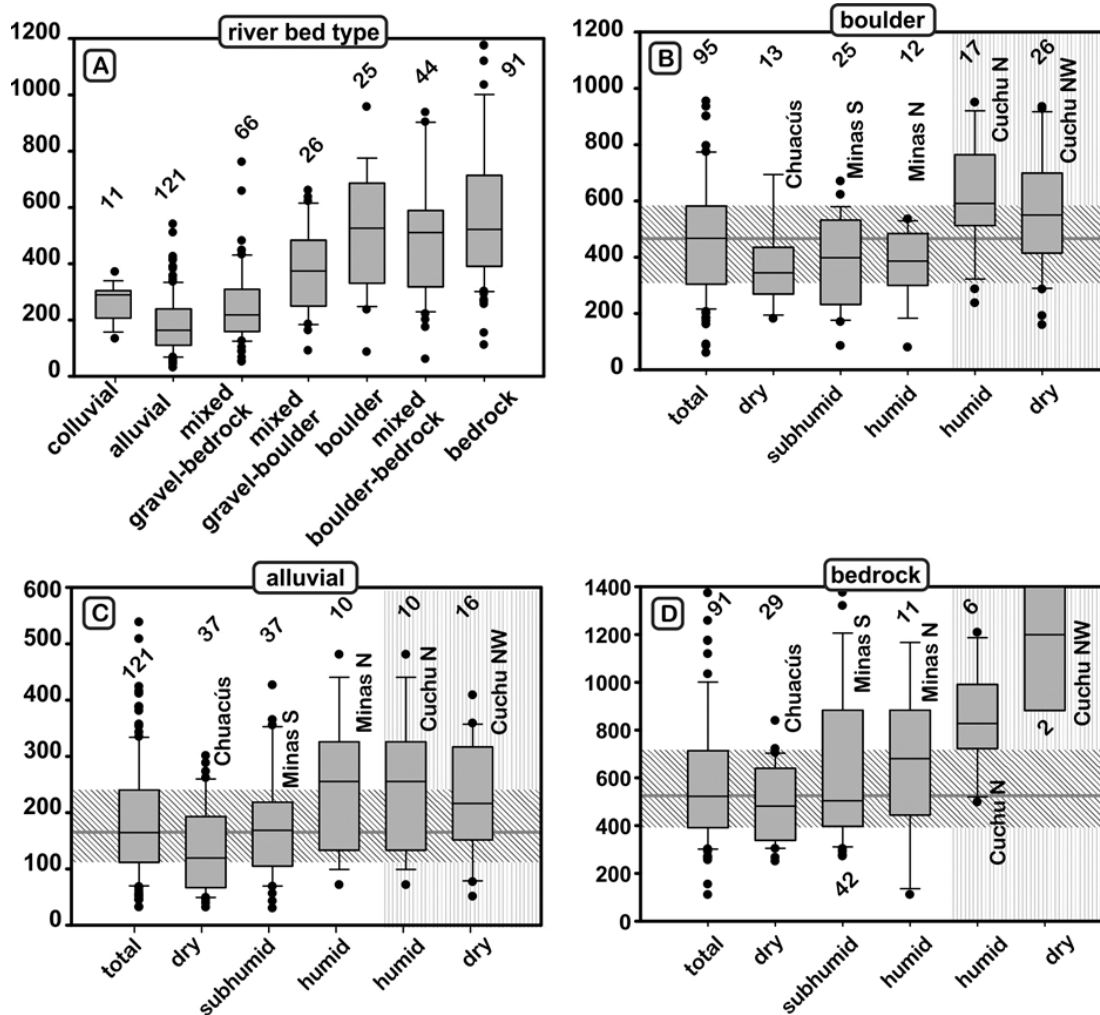 river bed type
A
1200
1000
800
600
400
200
0
11
121
66
26
25
44
91
colluvial
alluvial
mixed
gravel-bedrock
mixed
gravel-boulder
boulder
mixed
boulder-bedrock
bedrock
boulder
B
1200
1000
800
600
400
200
0
95
13
25
12
17
26
Chuacús
Minas S
Minas N
Cuchu N
Cuchu NW
total
dry
subhumid
humid
humid
dry
alluvial
C
600
500
400
300
200
100
0
121
37
37
10
10
16
Chuacús
Minas S
Minas N
Cuchu N
Cuchu NW
total
dry
subhumid
humid
humid
dry
bedrock
D
1400
1200
1000
800
600
400
200
0
91
29
42
11
6
2
Chuacús
Minas S
Minas N
Cuchu N
Cuchu NW
total
dry
subhumid
humid
humid
dry